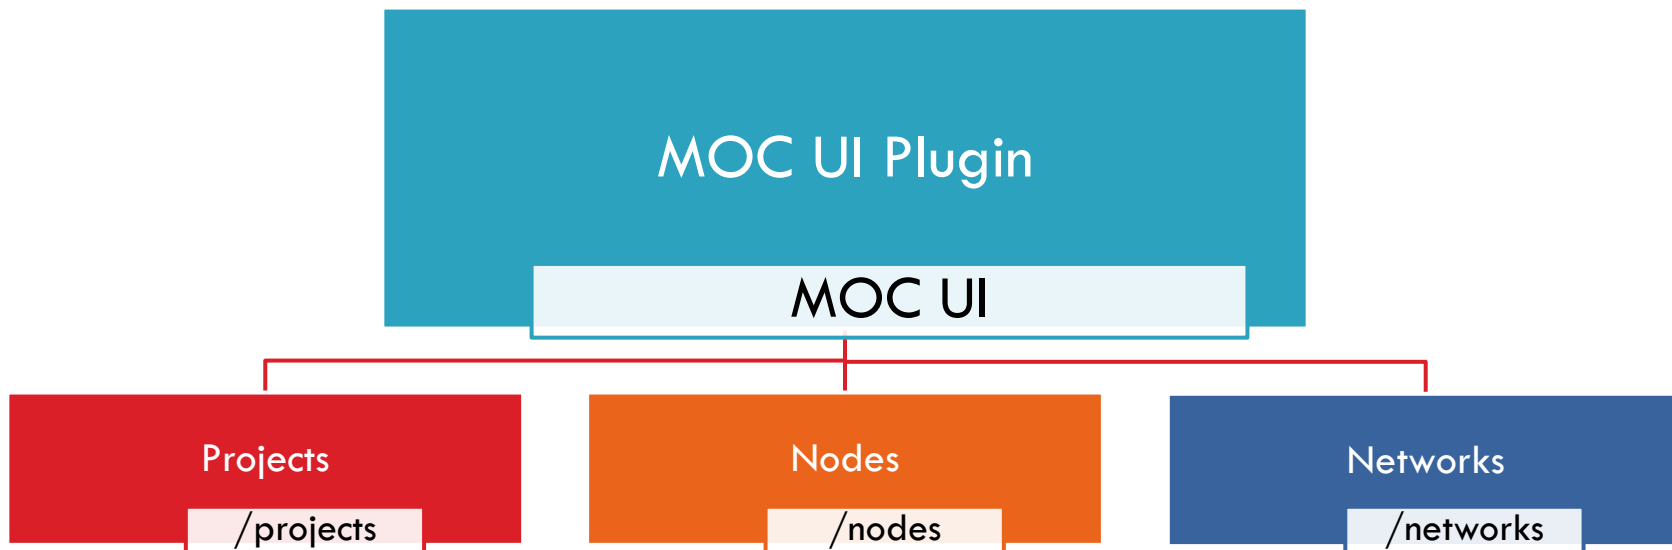 MOC UI Plugin
MOC UI
Projects
/projects
Nodes
/nodes
Networks
/networks